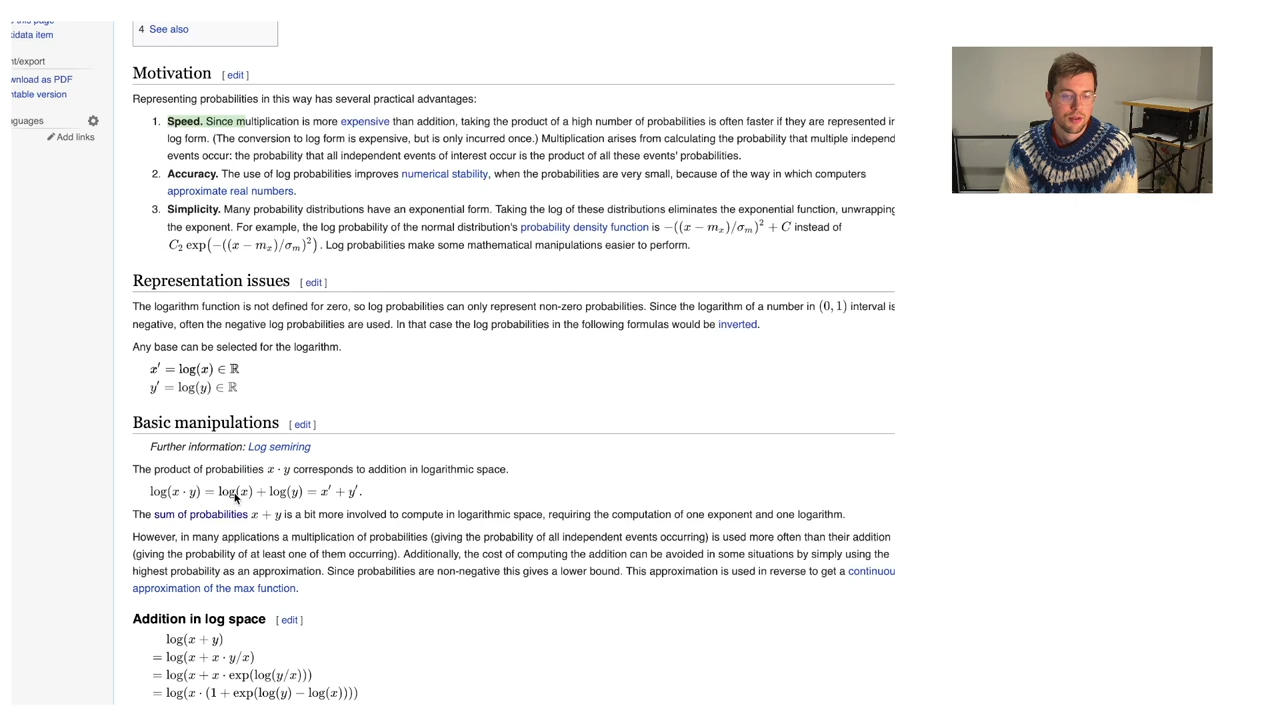 4 See also
kidata item
nt/export
wnload as PDF
ntable version
nguages
Add links
Motivation [ edit ]
Representing probabilities in this way has several practical advantages:
1. Speed. Since multiplication is more expensive than addition, taking the product of a high number of probabilities is often faster if they are represented in
log form. (The conversion to log form is expensive, but is only incurred once.) Multiplication arises from calculating the probability that multiple independ
events occur: the probability that all independent events of interest occur is the product of all these events' probabilities.
2. Accuracy. The use of log probabilities improves numerical stability, when the probabilities are very small, because of the way in which computers
approximate real numbers.
3. Simplicity. Many probability distributions have an exponential form. Taking the log of these distributions eliminates the exponential function, unwrapping
the exponent. For example, the log probability of the normal distribution's probability density function is −((x − m_x)/σ_m)² + C instead of
C₂ exp(−((x − m_x)/σ_m)²). Log probabilities make some mathematical manipulations easier to perform.
Representation issues [ edit ]
The logarithm function is not defined for zero, so log probabilities can only represent non-zero probabilities. Since the logarithm of a number in (0, 1) interval is
negative, often the negative log probabilities are used. In that case the log probabilities in the following formulas would be inverted.
Any base can be selected for the logarithm.
x′ = log(x) ∈ ℝ
y′ = log(y) ∈ ℝ
Basic manipulations [ edit ]
Further information: Log semiring
The product of probabilities x · y corresponds to addition in logarithmic space.
log(x · y) = log(x) + log(y) = x′ + y′.
The sum of probabilities x + y is a bit more involved to compute in logarithmic space, requiring the computation of one exponent and one logarithm.
However, in many applications a multiplication of probabilities (giving the probability of all independent events occurring) is used more often than their addition
(giving the probability of at least one of them occurring). Additionally, the cost of computing the addition can be avoided in some situations by simply using the
highest probability as an approximation. Since probabilities are non-negative this gives a lower bound. This approximation is used in reverse to get a continuou
approximation of the max function.
Addition in log space [ edit ]
log(x + y)
= log(x + x · y/x)
= log(x + x · exp(log(y/x)))
= log(x · (1 + exp(log(y) − log(x))))